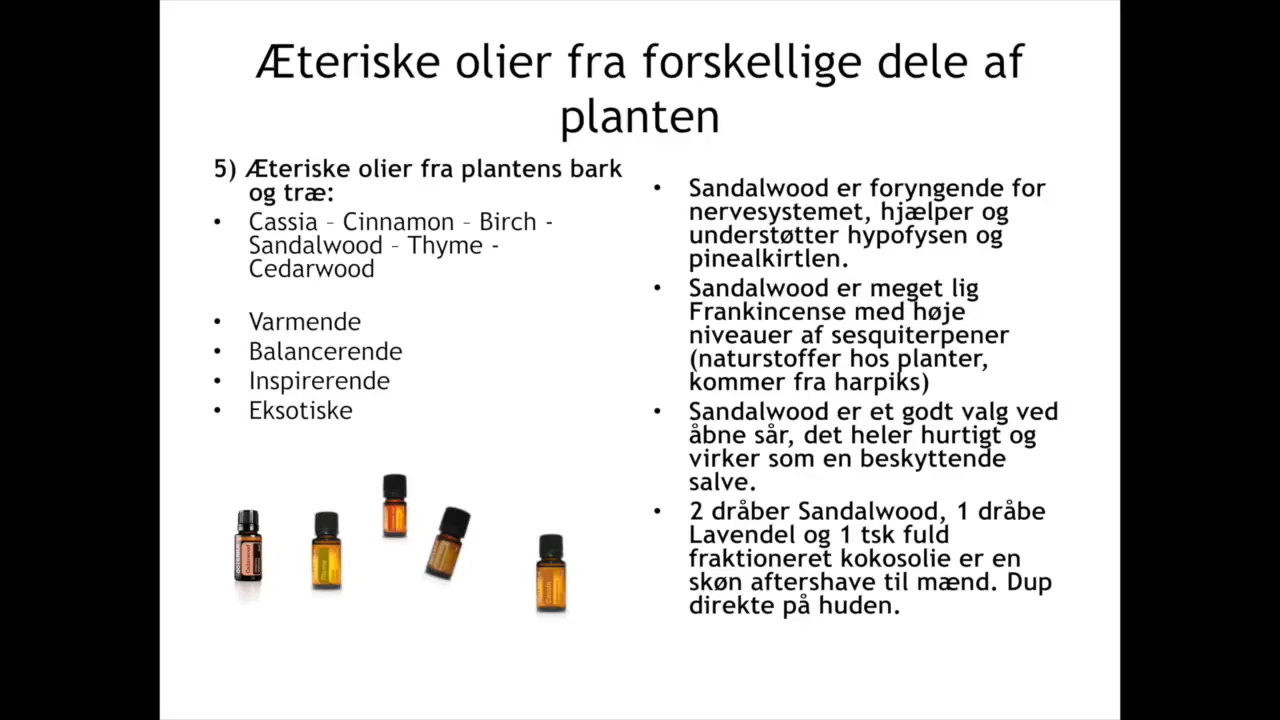 Æteriske olier fra forskellige dele af
planten
5) Æteriske olier fra plantens bark
og træ:
• Cassia – Cinnamon – Birch -
Sandalwood – Thyme -
Cedarwood
• Varmende
• Balancerende
• Inspirerende
• Eksotiske
• Sandalwood er foryngende for
nervesystemet, hjælper og
understøtter hypofysen og
pinealkirtlen.
• Sandalwood er meget lig
Frankincense med høje
niveauer af sesquiterpener
(naturstoffer hos planter,
kommer fra harpiks)
• Sandalwood er et godt valg ved
åbne sår, det heler hurtigt og
virker som en beskyttende
salve.
• 2 dråber Sandalwood, 1 dråbe
Lavendel og 1 tsk fuld
fraktioneret kokosolie er en
skøn aftershave til mænd. Dup
direkte på huden.
Cedarwood
Thyme
Cassia